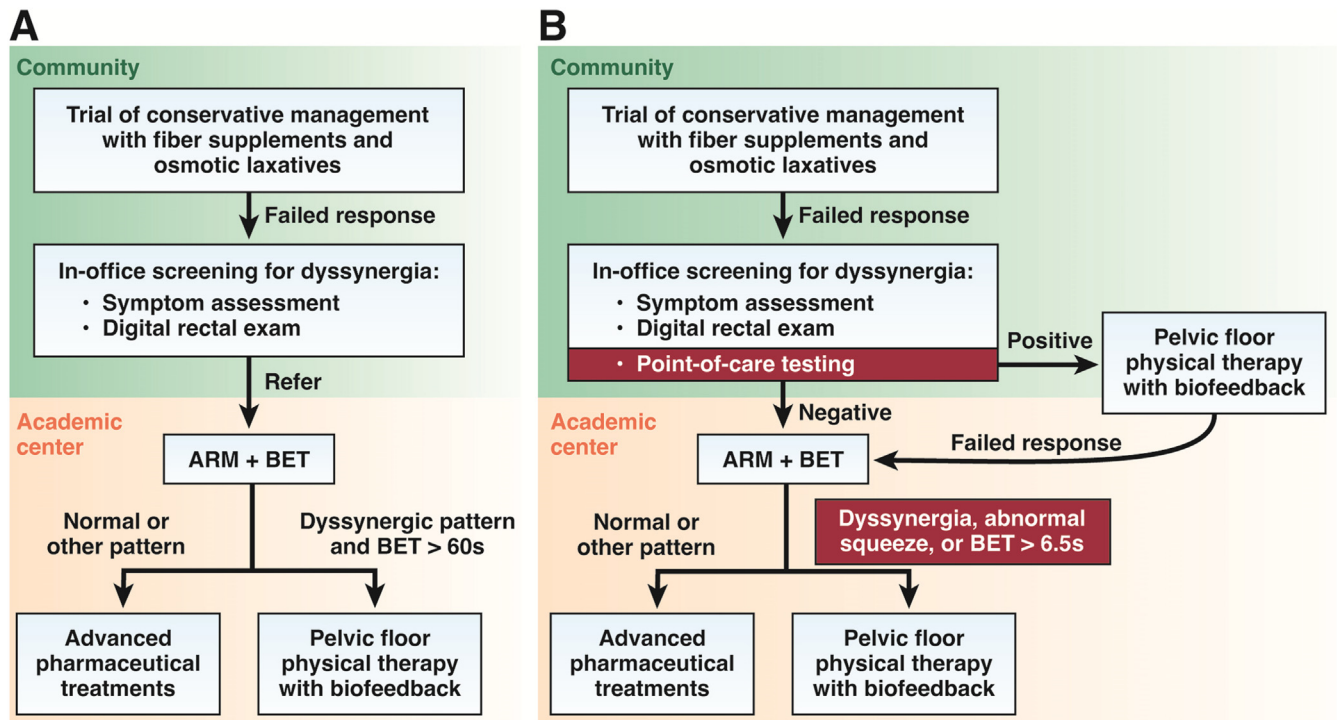 A
Community
Trial of conservative management
with fiber supplements and
osmotic laxatives
Failed response
In-office screening for dyssynergia:
• Symptom assessment
• Digital rectal exam
Refer
Academic
center
ARM + BET
Normal or
other pattern
Dyssynergic pattern
and BET > 60s
Advanced
pharmaceutical
treatments
Pelvic floor
physical therapy
with biofeedback
B
Community
Trial of conservative management
with fiber supplements and
osmotic laxatives
Failed response
In-office screening for dyssynergia:
• Symptom assessment
• Digital rectal exam
• Point-of-care testing
Positive
Pelvic floor
physical therapy
with biofeedback
Negative
Failed response
Academic
center
ARM + BET
Normal or
other pattern
Dyssynergia, abnormal
squeeze, or BET > 6.5s
Advanced
pharmaceutical
treatments
Pelvic floor
physical therapy
with biofeedback